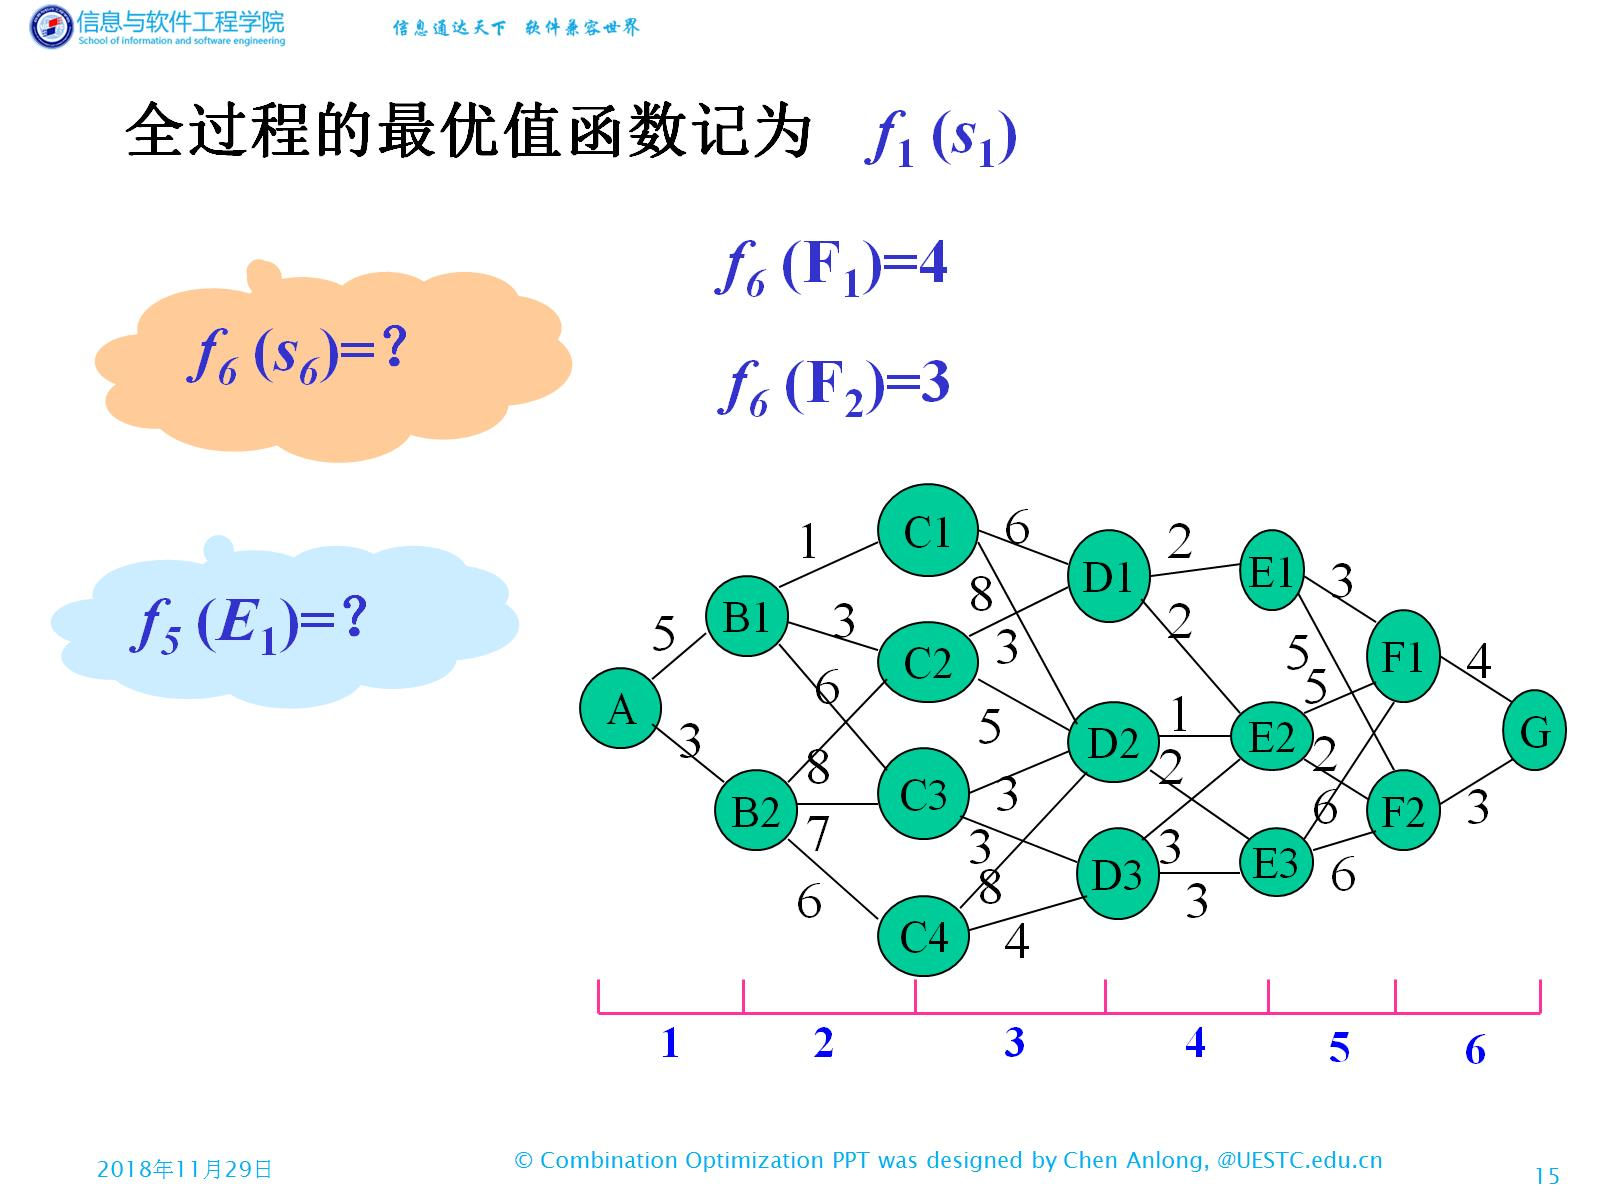 信息与软件工程学院
School of information and software engineering
信息通达天下 软件兼容世界
全过程的最优值函数记为 f1 (s1)
f6 (F1)=4
f6 (s6)=?
f6 (F2)=3
f5 (E1)=?
C1
6
1
D1
2
E1
3
8
B1
3
2
5
3
C2
5
F1
4
6
5
A
5
1
G
3
D2
E2
2
2
8
B2
C3
3
6
F2
3
7
3
D3
3
E3
6
8
6
3
C4
4
1 2 3 4 5 6
2018年11月29日
© Combination Optimization PPT was designed by Chen Anlong, @UESTC.edu.cn
15